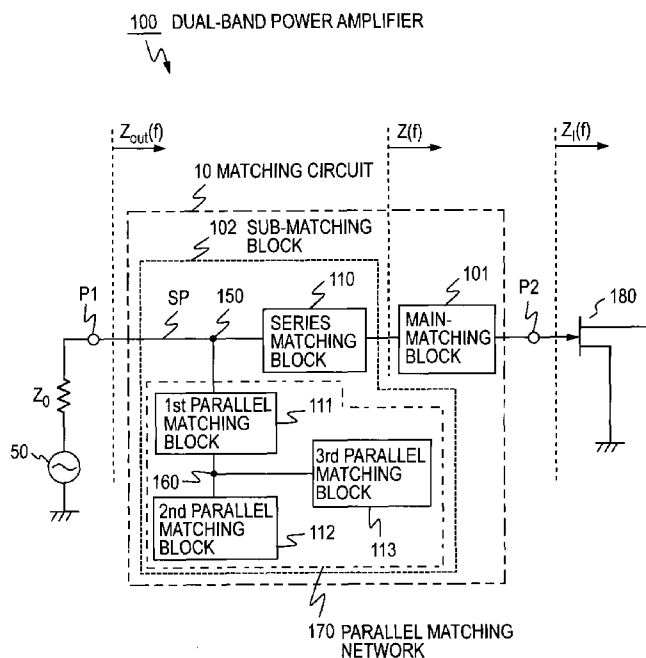 100 DUAL-BAND POWER AMPLIFIER
Zout(f)
Z(f)
Zl(f)
10 MATCHING CIRCUIT
102 SUB-MATCHING
BLOCK
P1
SP
150
110
101
P2
180
SERIES
MATCHING
BLOCK
MAIN-
MATCHING
BLOCK
Z0
50
1st PARALLEL
MATCHING
BLOCK
111
160
3rd PARALLEL
MATCHING
BLOCK
2nd PARALLEL
MATCHING
BLOCK
112
113
170 PARALLEL MATCHING
NETWORK